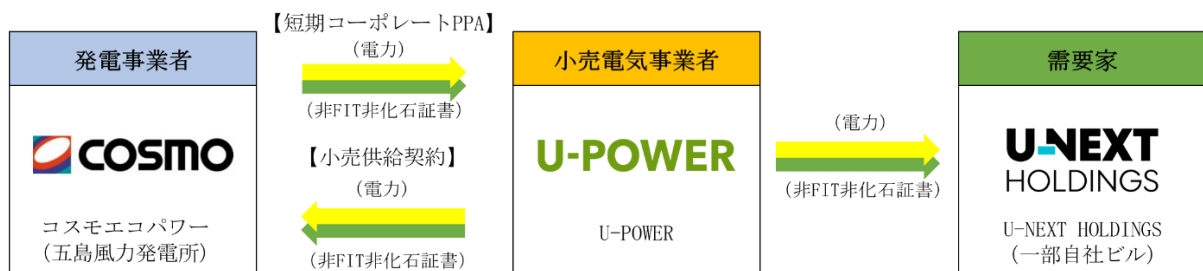 【短期コーポレートPPA】
発電事業者
(電力)
小売電気事業者
需要家
(非FIT非化石証書)
(電力)
COSMO
【小売供給契約】
U-POWER
U-NEXT
HOLDINGS
(電力)
(非FIT非化石証書)
コスモエコパワー
(五島風力発電所)
U-POWER
U-NEXT HOLDINGS
(一部自社ビル)
(非FIT非化石証書)